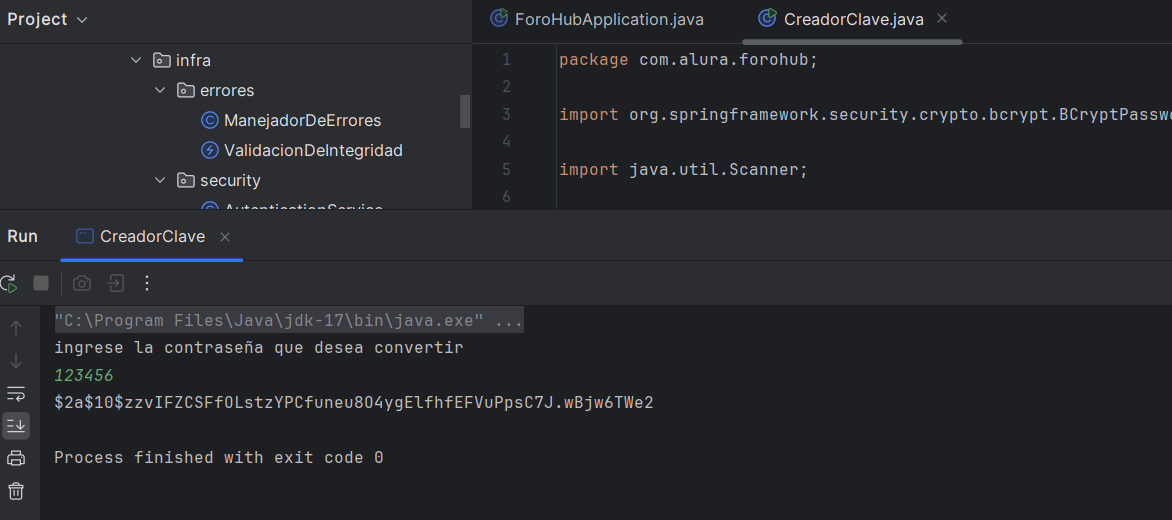 Project
infra
errores
ManejadorDeErrores
ValidacionDeIntegridad
security
AutenticationService
ForoHubApplication.java
CreadorClave.java
1 package com.alura.forohub;
2
3 import org.springframework.security.crypto.bcrypt.BCryptPassw
4
5 import java.util.Scanner;
6
Run CreadorClave
"C:\Program Files\Java\jdk-17\bin\java.exe" ...
ingrese la contraseña que desea convertir
123456
$2a$10$zzvIFZCSFfOLstzYPCfuneu8O4ygElfhfEFVuPpsC7J.wBjw6TWe2
Process finished with exit code 0